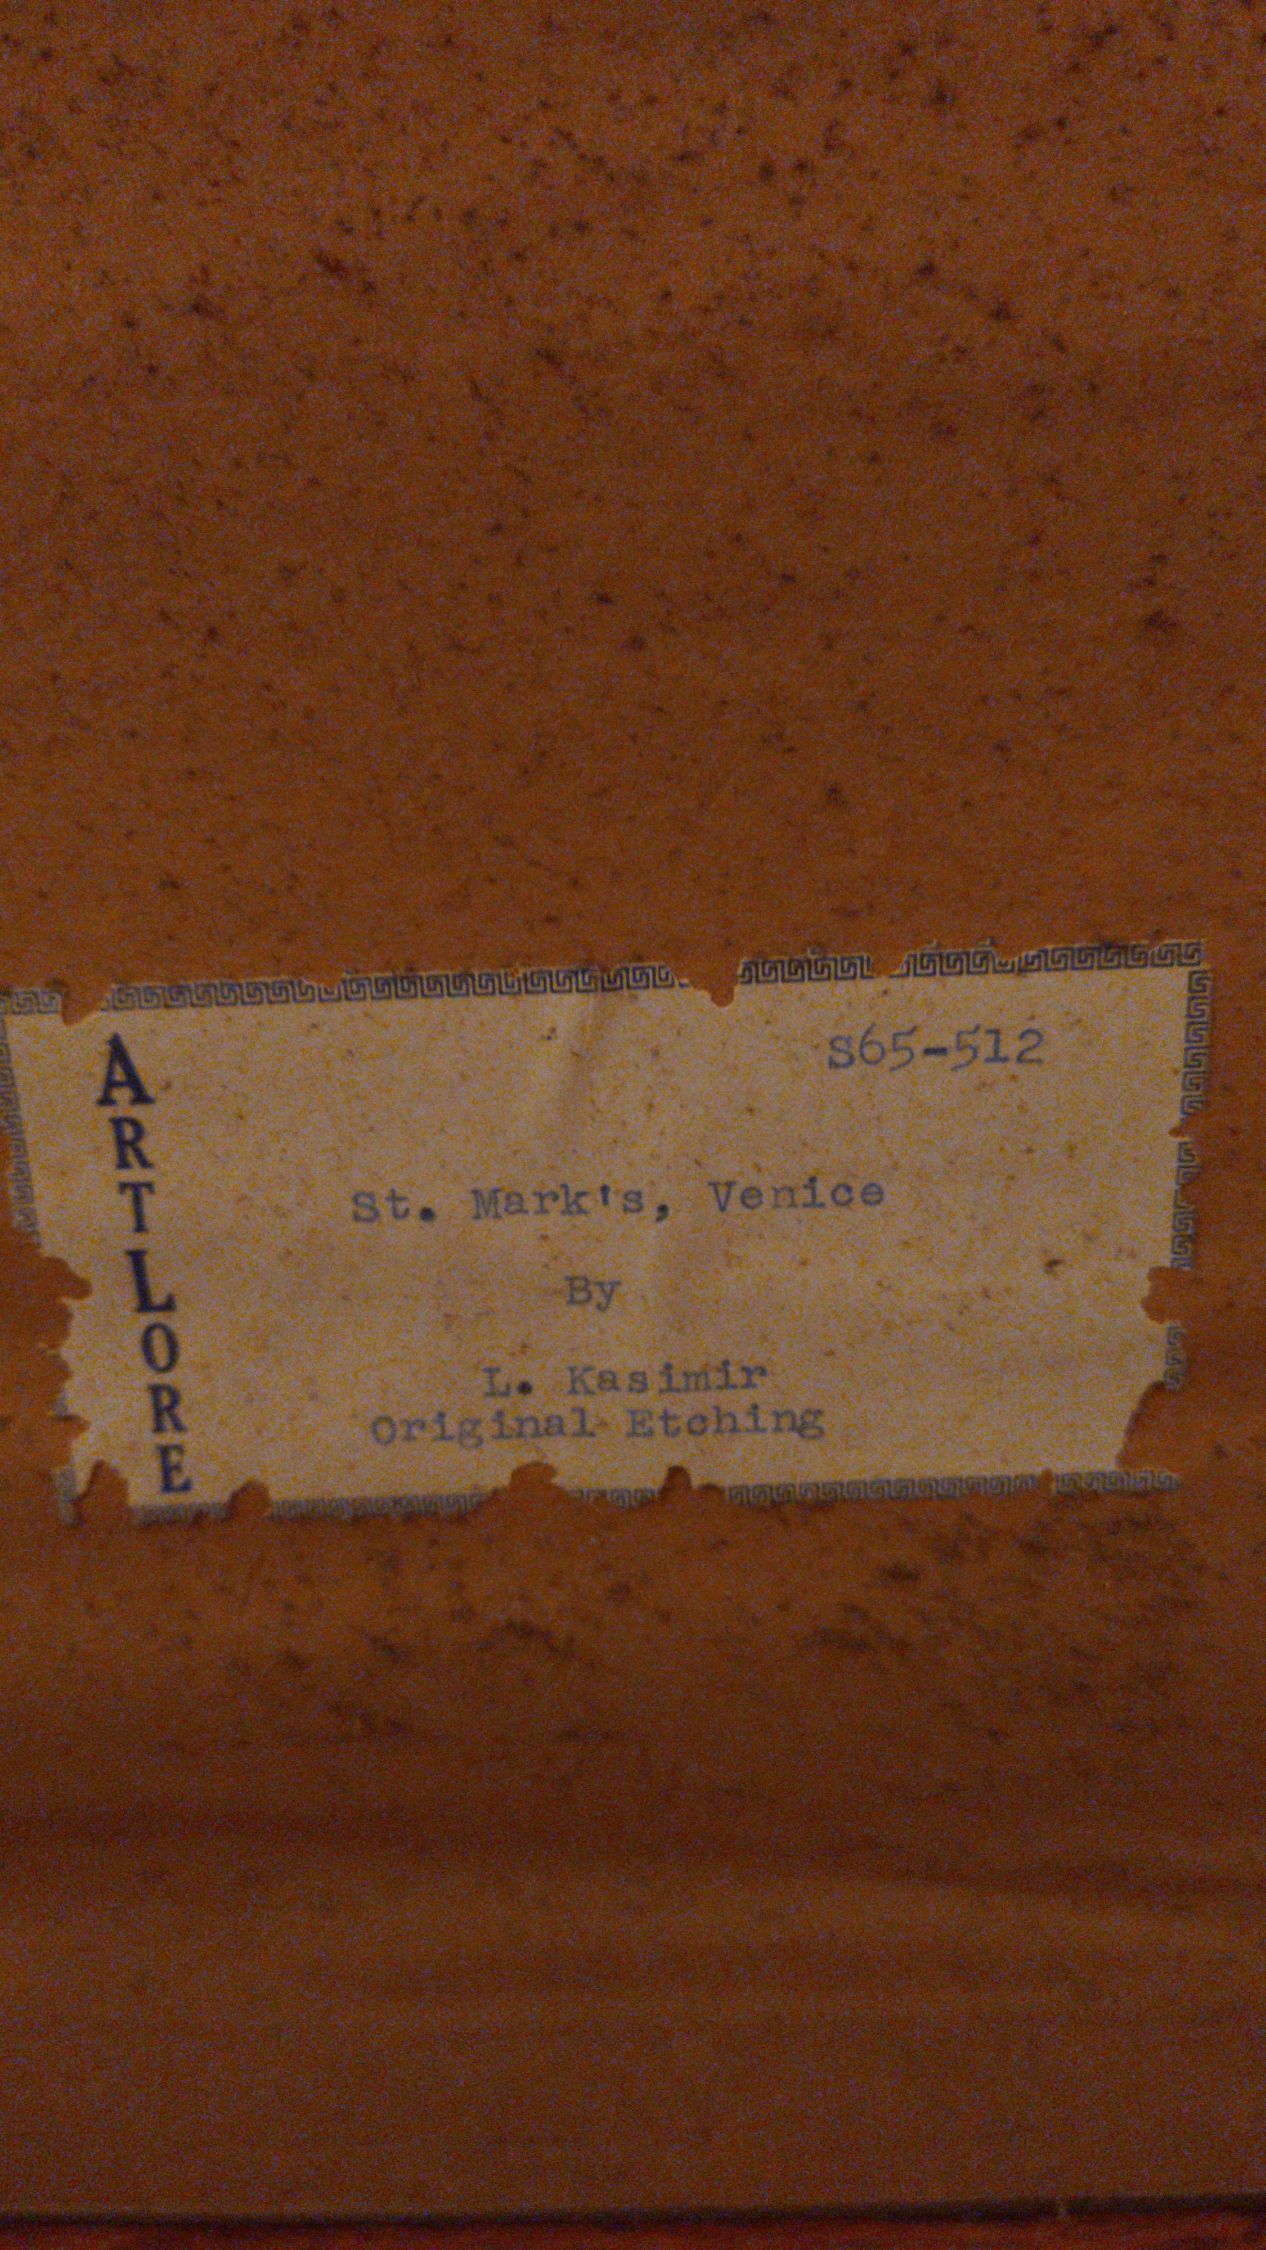 ARTLORE
S65-512
St. Mark's, Venice
By
L. Kasimir
Original Etching